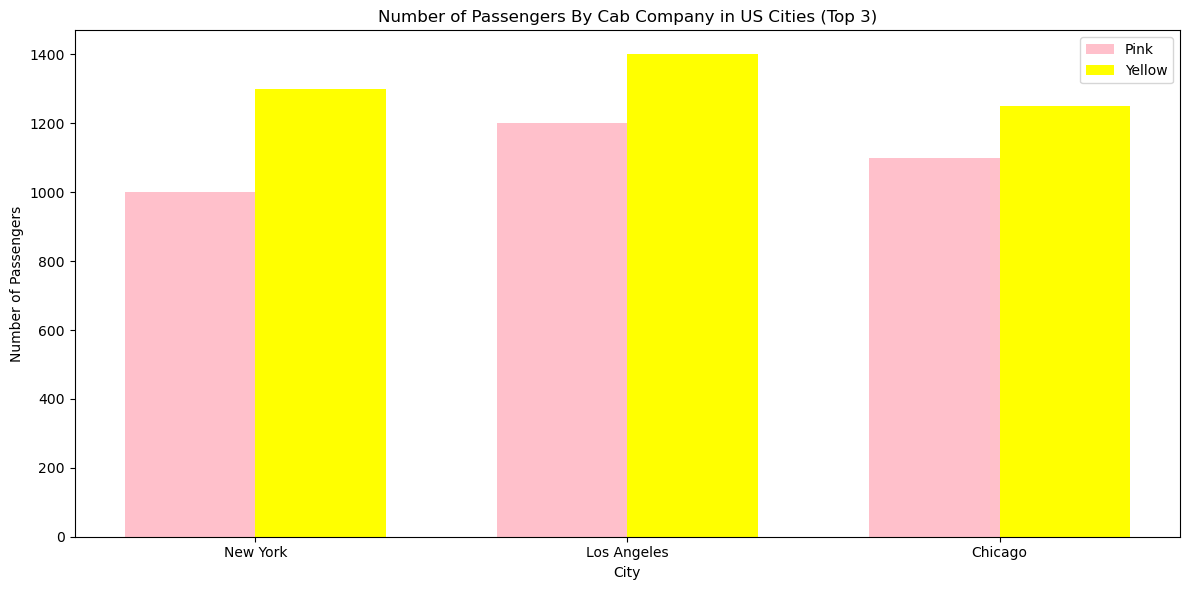 Number of Passengers By Cab Company in US Cities (Top 3)
Pink
Yellow
Number of Passengers
1400
1200
1000
800
600
400
200
0
New York Los Angeles Chicago
City